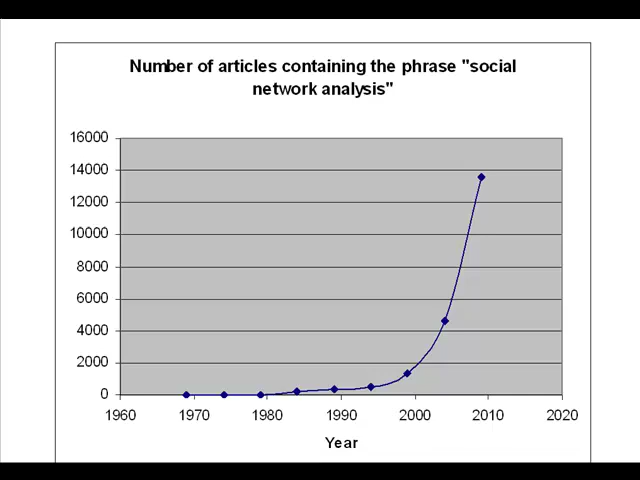 Number of articles containing the phrase "social
network analysis"
16000
14000
12000
10000
8000
6000
4000
2000
0
1960 1970 1980 1990 2000 2010 2020
Year